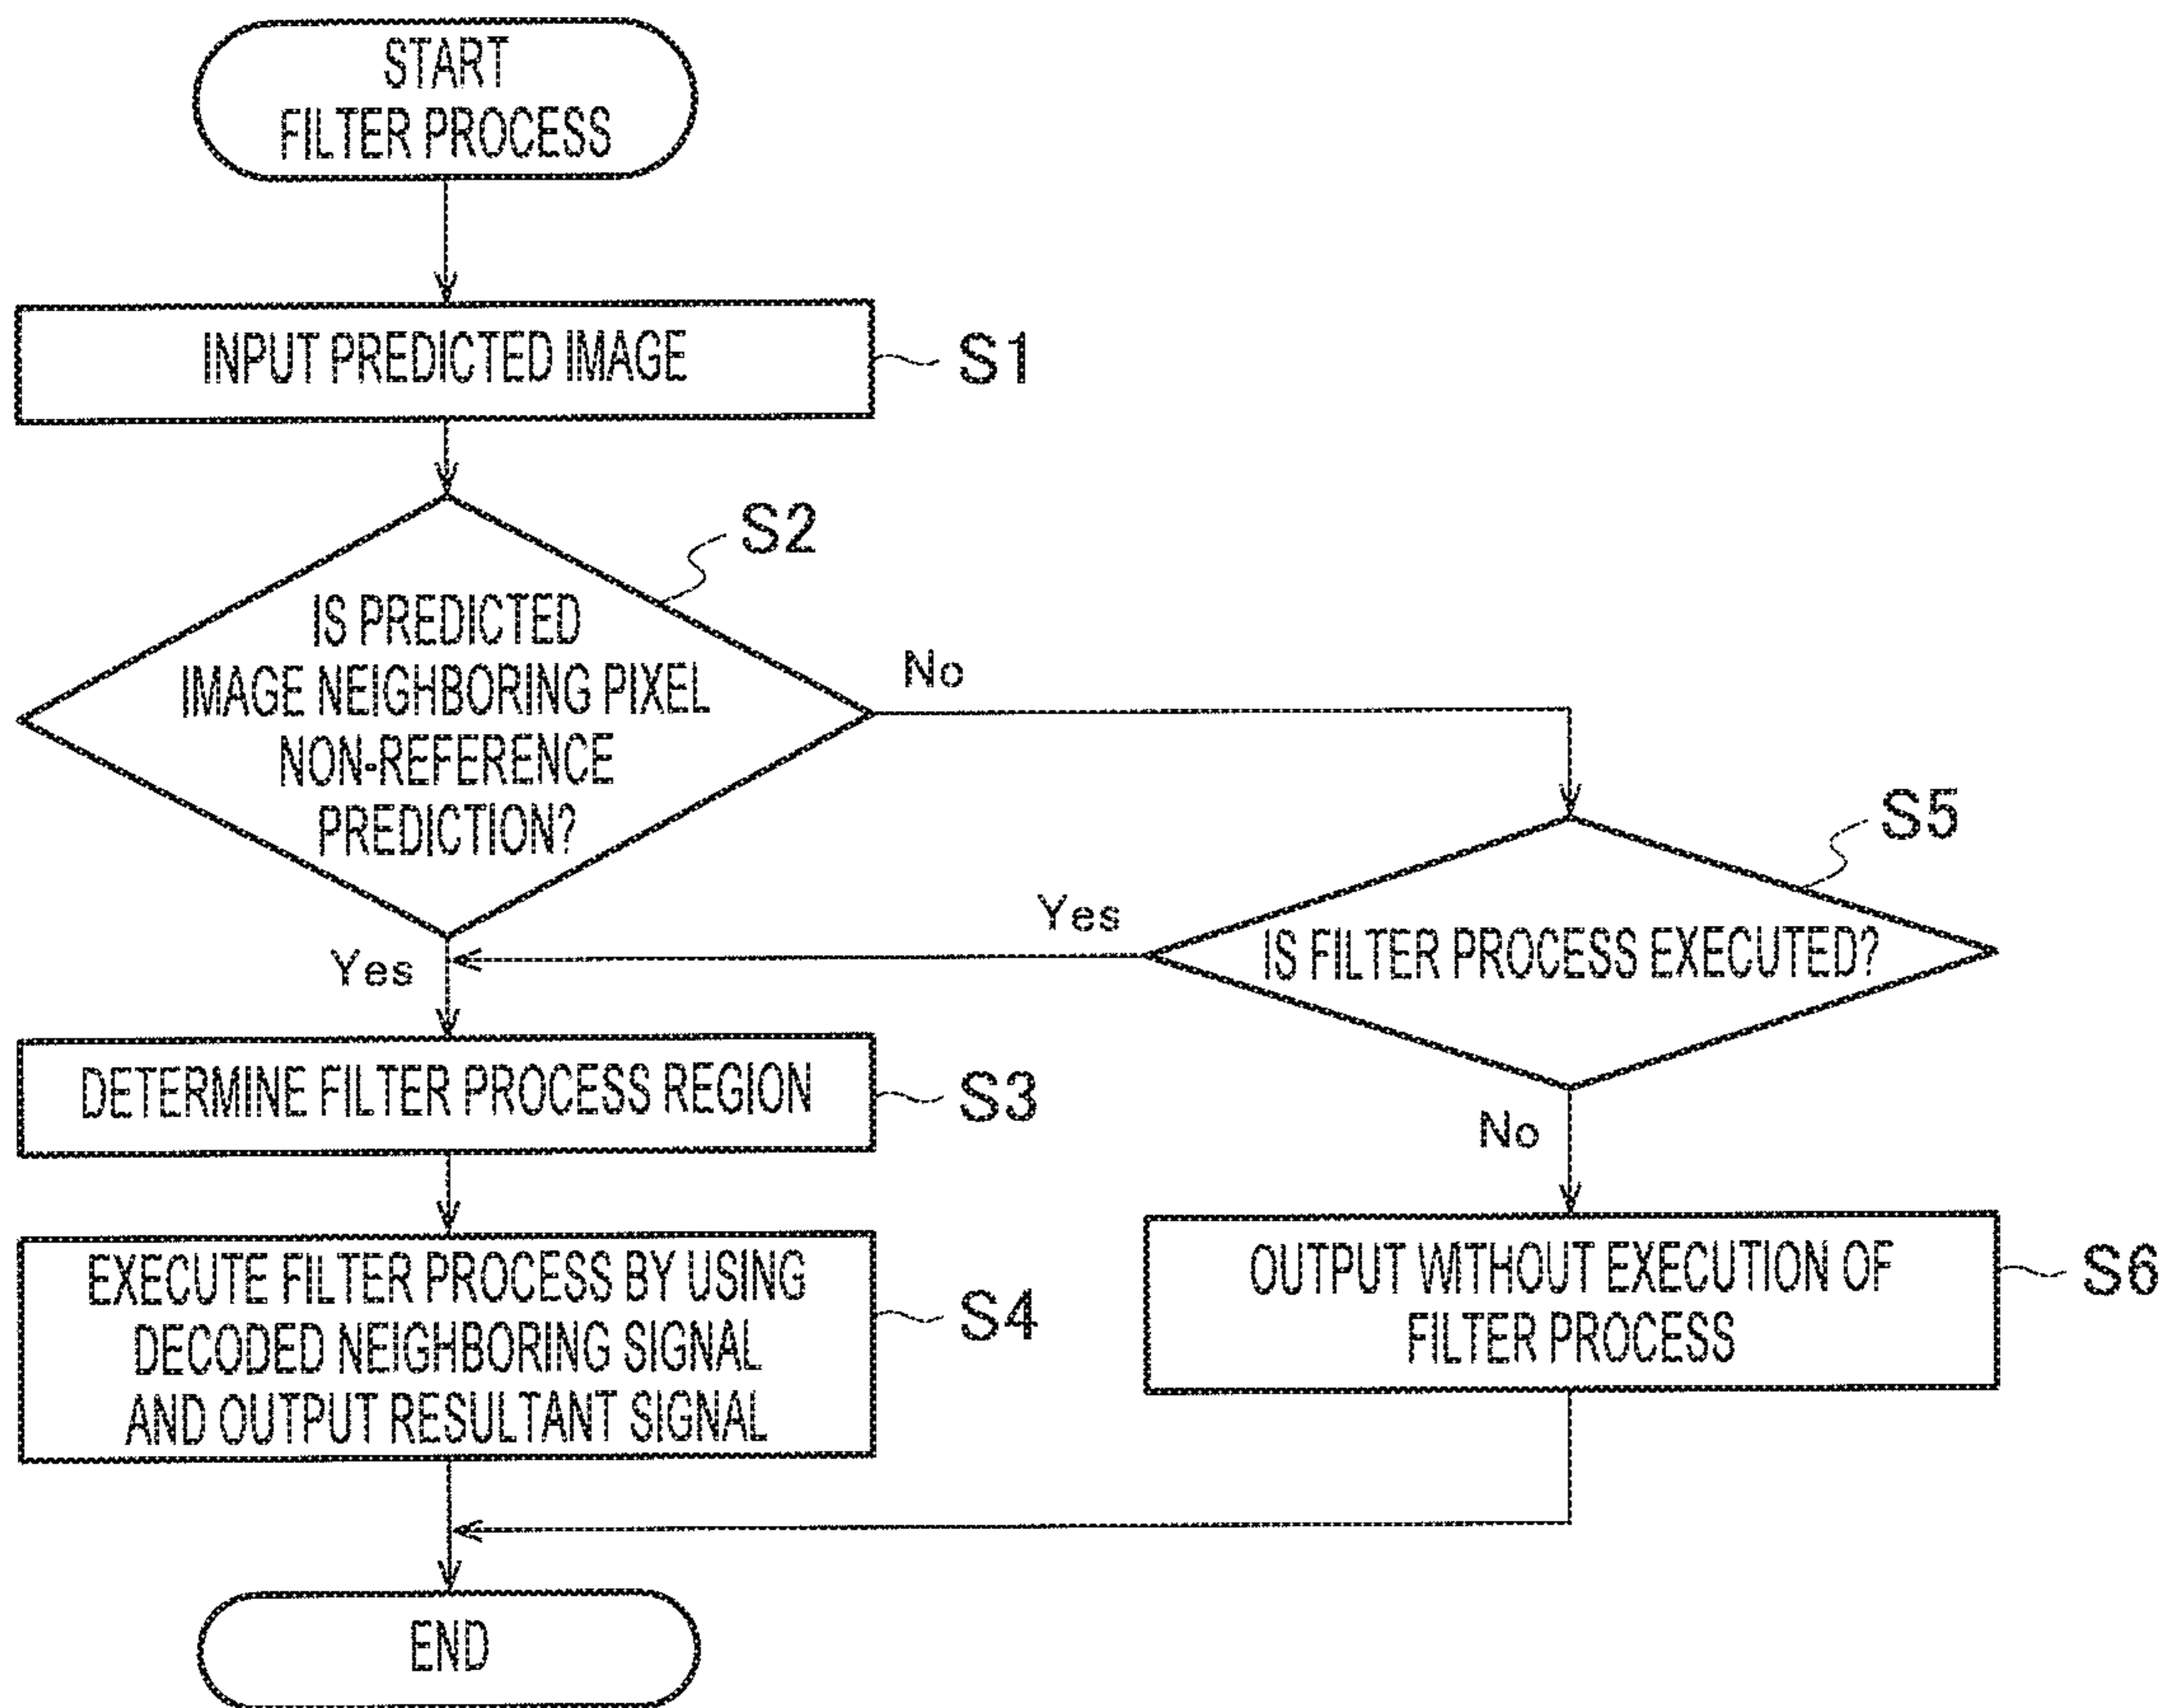 START
FILTER PROCESS
INPUT PREDICTED IMAGE
S1
S2
IS PREDICTED
IMAGE NEIGHBORING PIXEL
NON-REFERENCE
PREDICTION?
No
Yes
S5
IS FILTER PROCESS EXECUTED?
Yes
No
DETERMINE FILTER PROCESS REGION
S3
EXECUTE FILTER PROCESS BY USING
DECODED NEIGHBORING SIGNAL
AND OUTPUT RESULTANT SIGNAL
S4
OUTPUT WITHOUT EXECUTION OF
FILTER PROCESS
S6
END